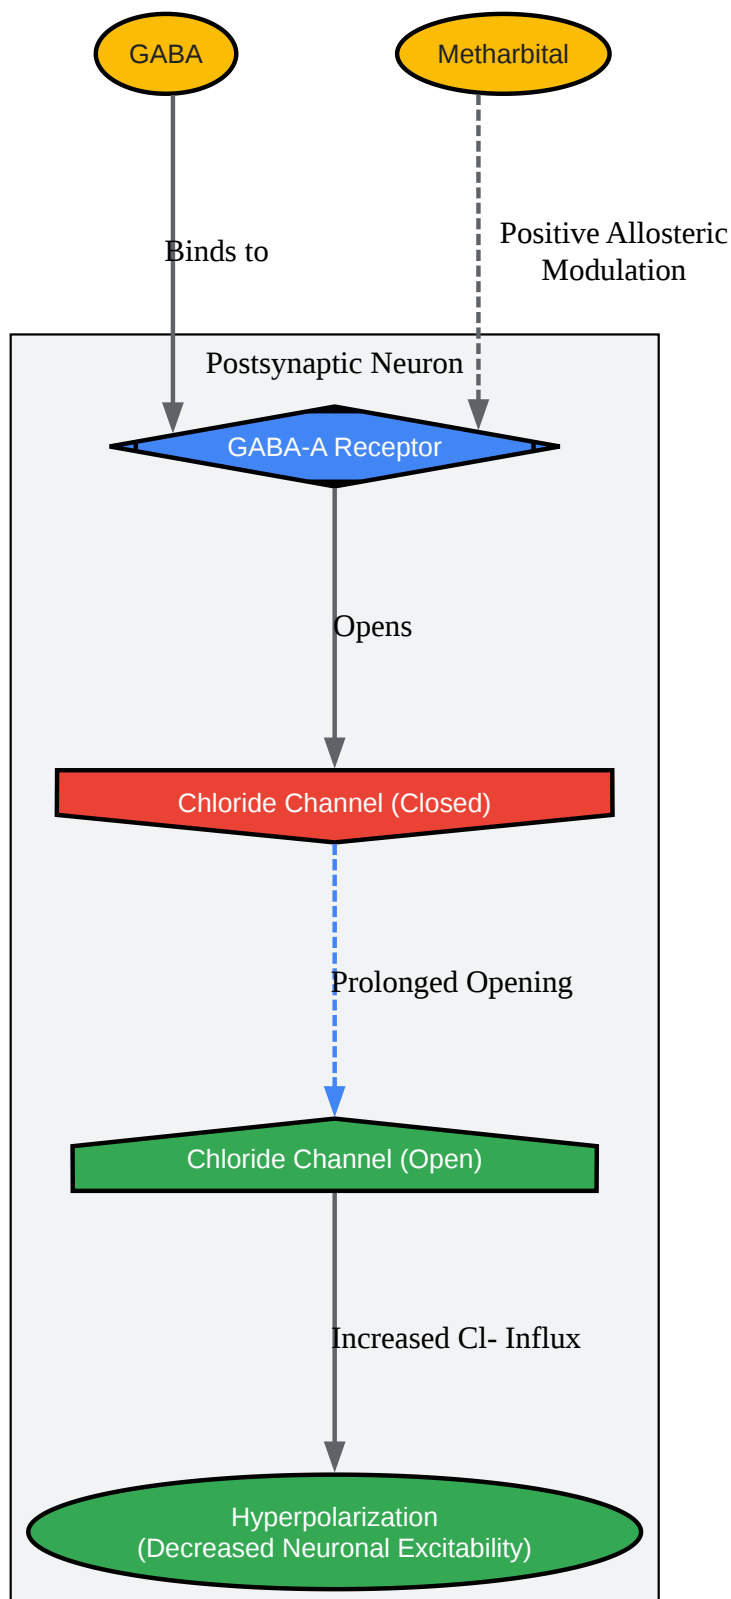 GABA
Metharbital
Binds to
Positive Allosteric
Modulation
Postsynaptic Neuron
GABA-A Receptor
Opens
Chloride Channel (Closed)
Prolonged Opening
Chloride Channel (Open)
Increased Cl- Influx
Hyperpolarization
(Decreased Neuronal Excitability)